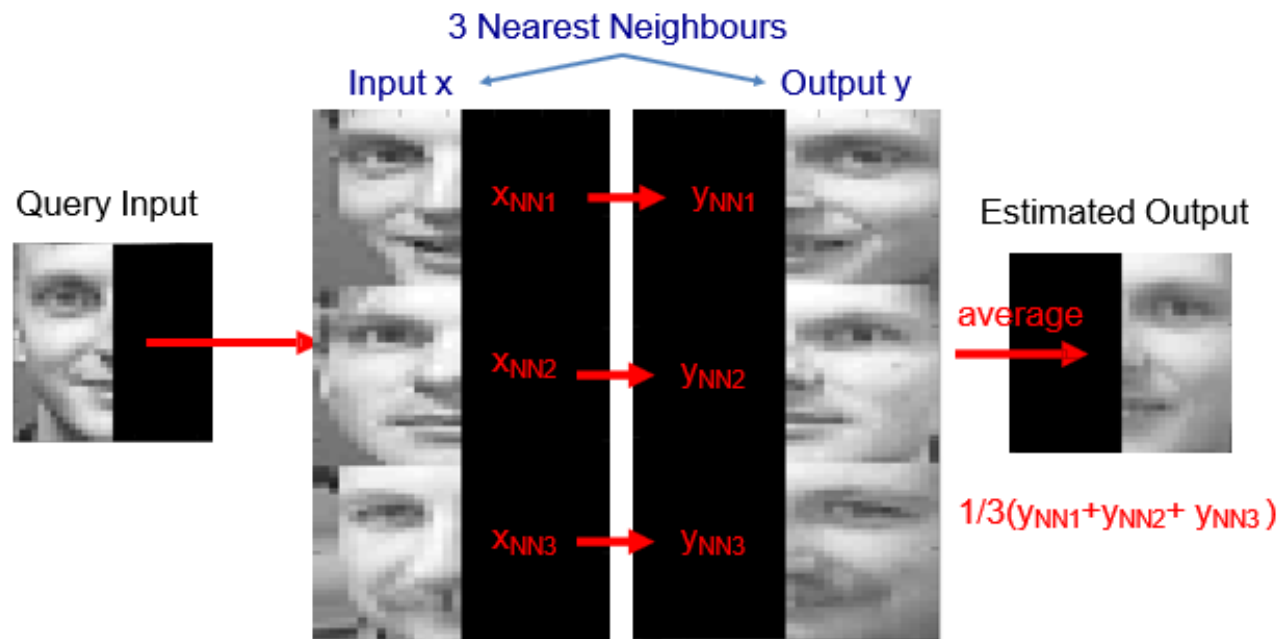 3 Nearest Neighbours
Input x
Output y
Query Input
xNN1
yNN1
Estimated Output
average
xNN2
yNN2
1/3(yNN1+yNN2+ yNN3 )
xNN3
yNN3